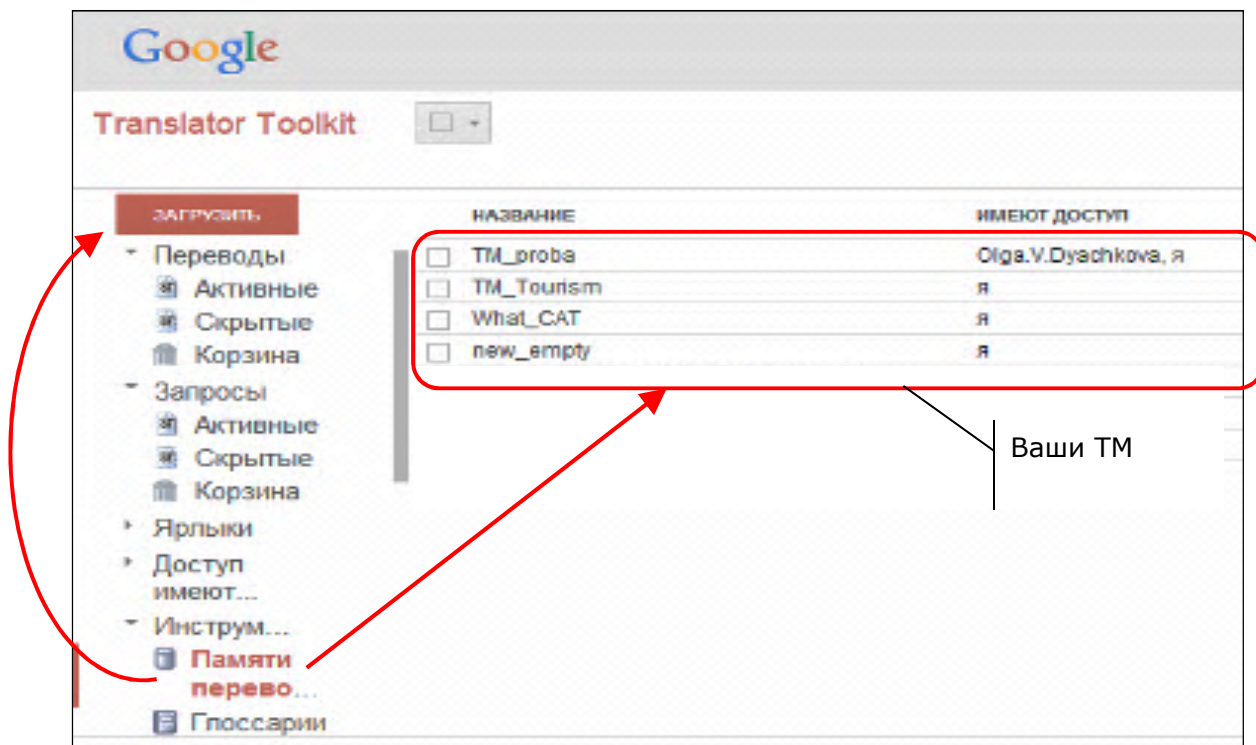 Google
Translator Toolkit
ЗАГРУЗИТЬ
НАЗВАНИЕ ИМЕЮТ ДОСТУП
Переводы
TM_proba Olga.V.Dyachkova, я
Активные
TM_Tourism я
Скрытые
What_CAT я
Корзина
new_empty я
Запросы
Активные
Скрытые
Корзина
Ваши ТМ
Ярлыки
Доступ
имеют...
Инструм...
Памяти
перево...
Глоссарии